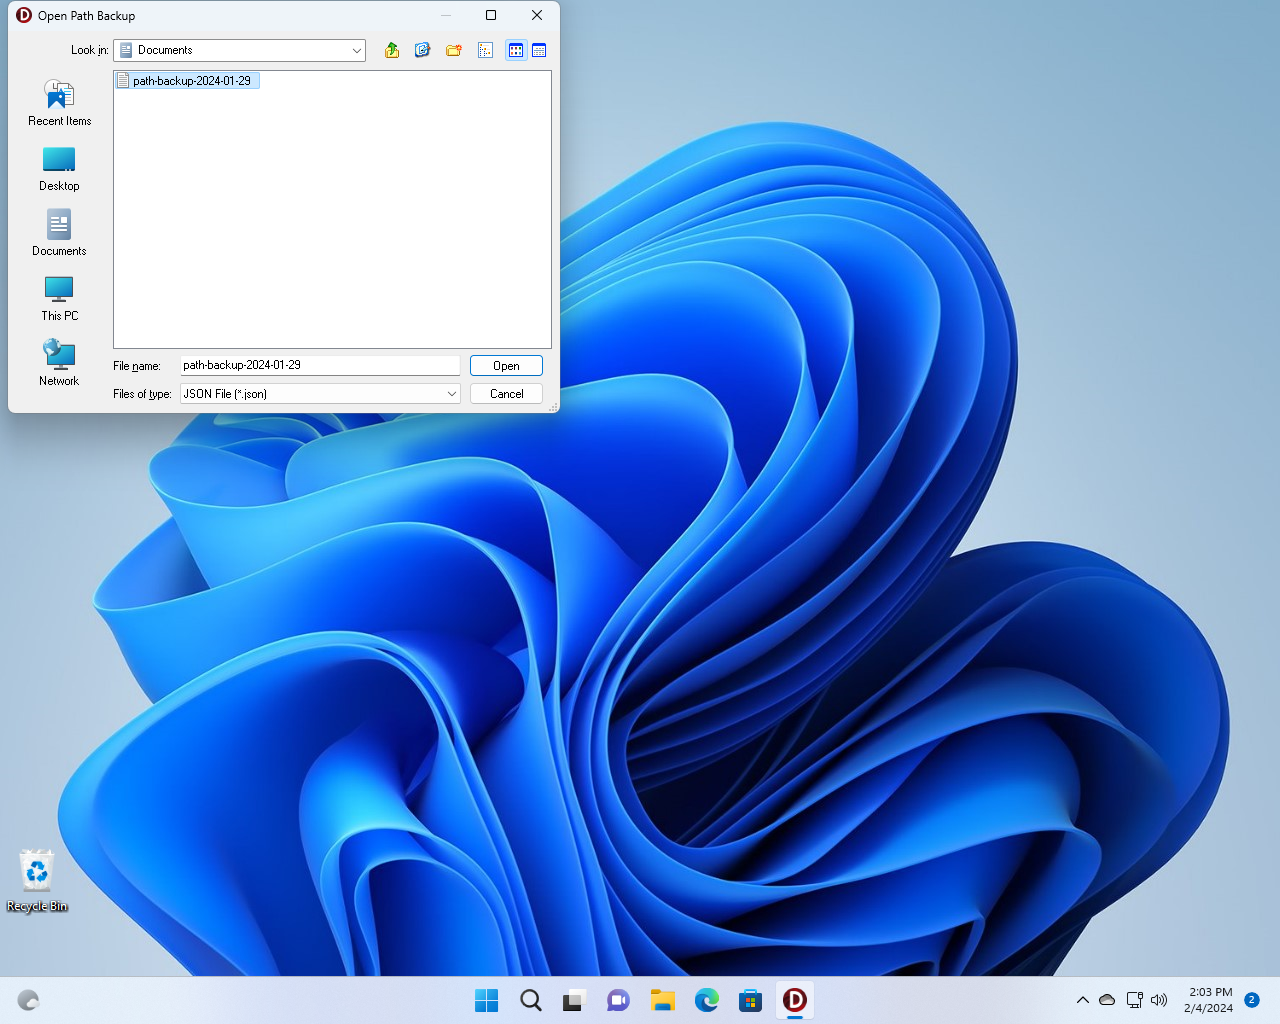 Open Path Backup
Look in: Documents
path-backup-2024-01-29
Recent Items
Desktop
Documents
This PC
Network
File name: path-backup-2024-01-29 Open
Files of type: JSON File (*.json) Cancel
Recycle Bin
2:03 PM
2/4/2024
2